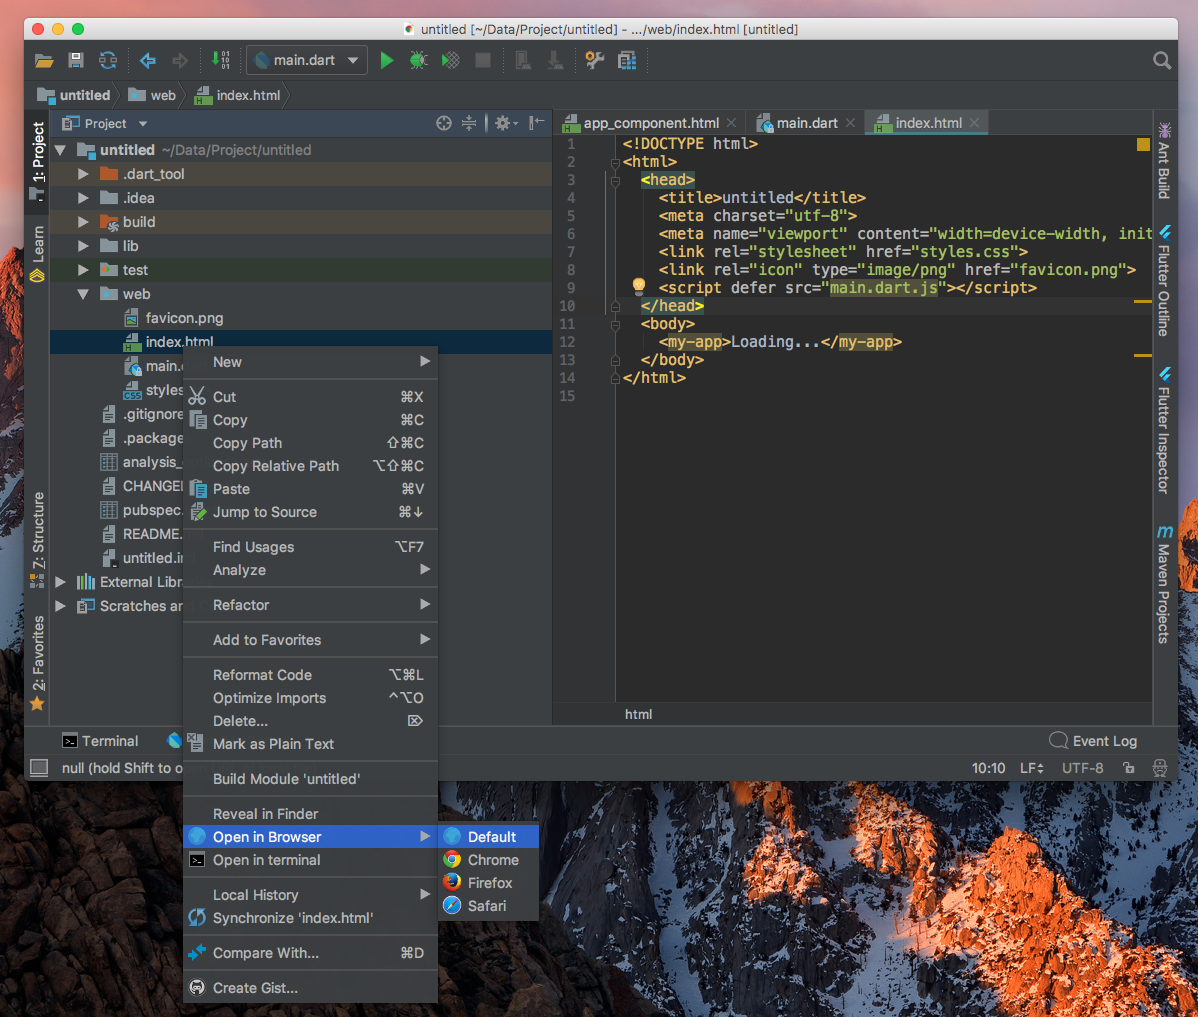 untitled [~/Data/Project/untitled] - .../web/index.html [untitled]
main.dart
untitled
web
index.html
Project
app_component.html
main.dart
index.html
1: Project
Learn
Z: Structure
2: Favorites
untitled ~/Data/Project/untitled
.dart_tool
.idea
build
lib
test
web
favicon.png
index.html
main.
styles
.gitignore
.package
analysis_
CHANGEL
pubspec.
README.
untitled.i
External Libr
Scratches and
1 <!DOCTYPE html>
2 <html>
3 <head>
4 <title>untitled</title>
5 <meta charset="utf-8">
6 <meta name="viewport" content="width=device-width, init
7 <link rel="stylesheet" href="styles.css">
8 <link rel="icon" type="image/png" href="favicon.png">
9 <script defer src="main.dart.js"></script>
10 </head>
11 <body>
12 <my-app>Loading...</my-app>
13 </body>
14 </html>
15
html
Ant Build
Flutter Outline
Flutter Inspector
Maven Projects
New
Cut ⌘X
Copy ⌘C
Copy Path ⇧⌘C
Copy Relative Path ⌥⇧⌘C
Paste ⌘V
Jump to Source ⌘↓
Find Usages ⌥F7
Analyze
Refactor
Add to Favorites
Reformat Code ⌥⌘L
Optimize Imports ^⌥O
Delete... ⌦
Mark as Plain Text
Build Module 'untitled'
Reveal in Finder
Open in Browser
Open in terminal
Local History
Synchronize 'index.html'
Compare With... ⌘D
Create Gist...
Default
Chrome
Firefox
Safari
Terminal
Event Log
null (hold Shift to o
10:10 LF UTF-8